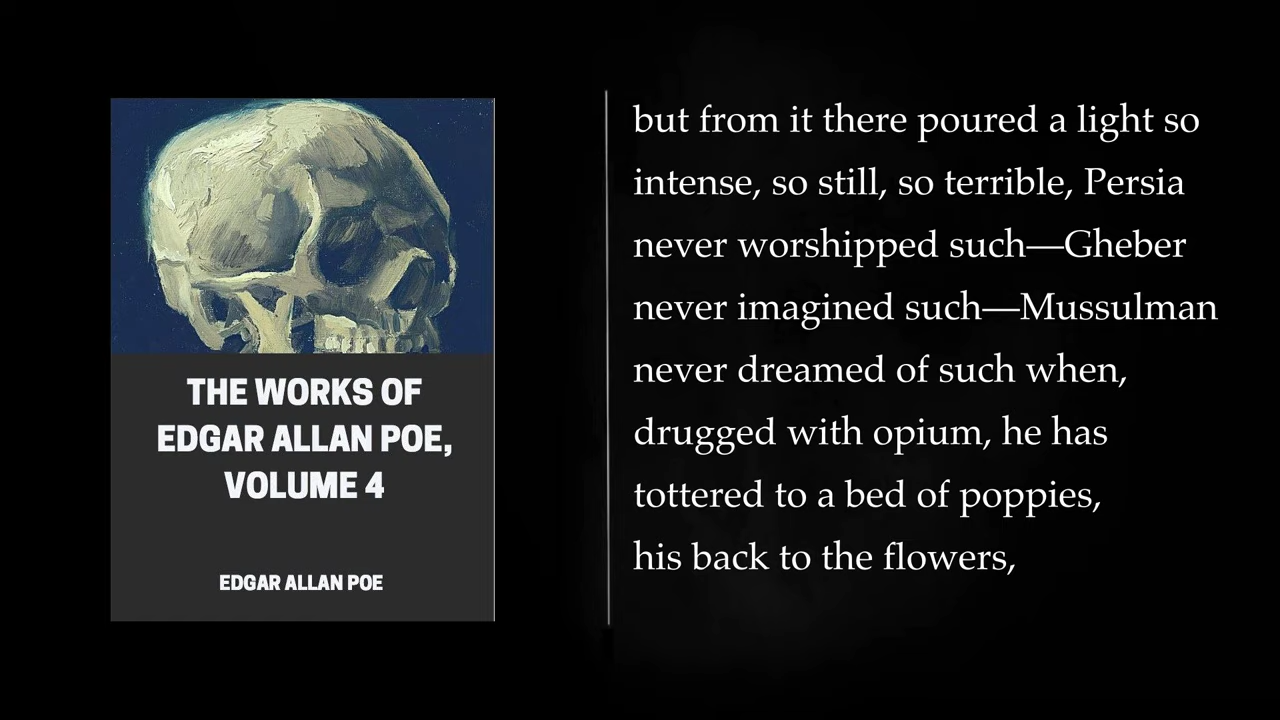 THE WORKS OF
EDGAR ALLAN POE,
VOLUME 4
EDGAR ALLAN POE
but from it there poured a light so
intense, so still, so terrible, Persia
never worshipped such—Gheber
never imagined such—Mussulman
never dreamed of such when,
drugged with opium, he has
tottered to a bed of poppies,
his back to the flowers,